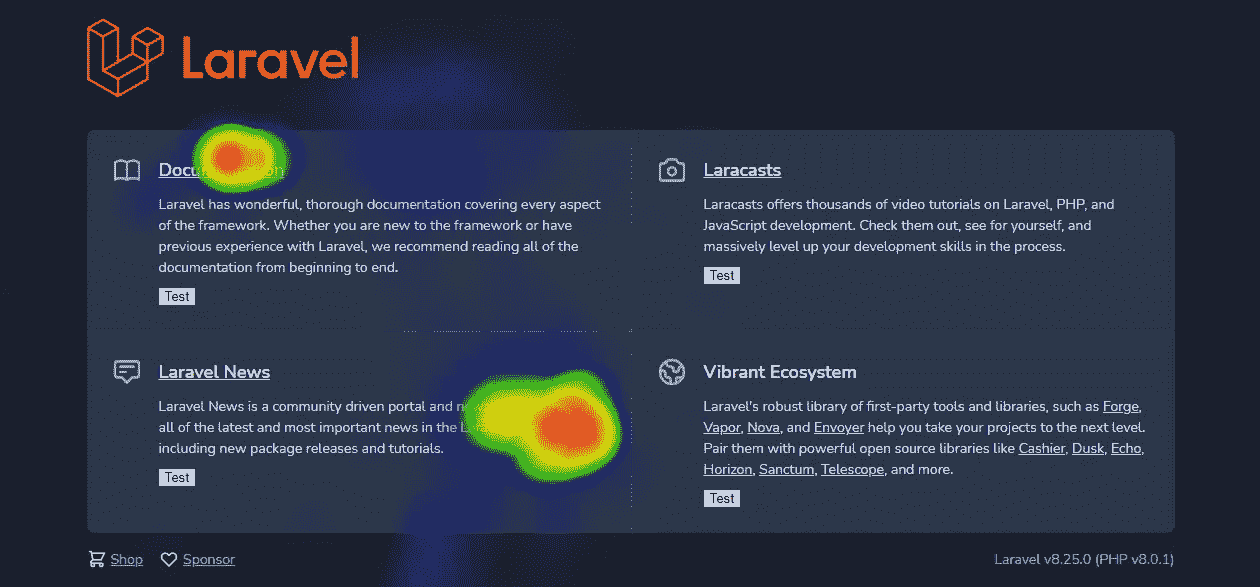 Laravel
Laravel has wonderful, thorough documentation covering every aspect
of the framework. Whether you are new to the framework or have
previous experience with Laravel, we recommend reading all of the
documentation from beginning to end.
Test
Laracasts
Laracasts offers thousands of video tutorials on Laravel, PHP, and
JavaScript development. Check them out, see for yourself, and
massively level up your development skills in the process.
Test
Laravel News
Laravel News is a community driven portal and
all of the latest and most important news in the
including new package releases and tutorials.
Test
Vibrant Ecosystem
Laravel's robust library of first-party tools and libraries, such as Forge,
Vapor, Nova, and Envoyer help you take your projects to the next level.
Pair them with powerful open source libraries like Cashier, Dusk, Echo,
Horizon, Sanctum, Telescope, and more.
Test
Shop
Sponsor
Laravel v8.25.0 (PHP v8.0.1)